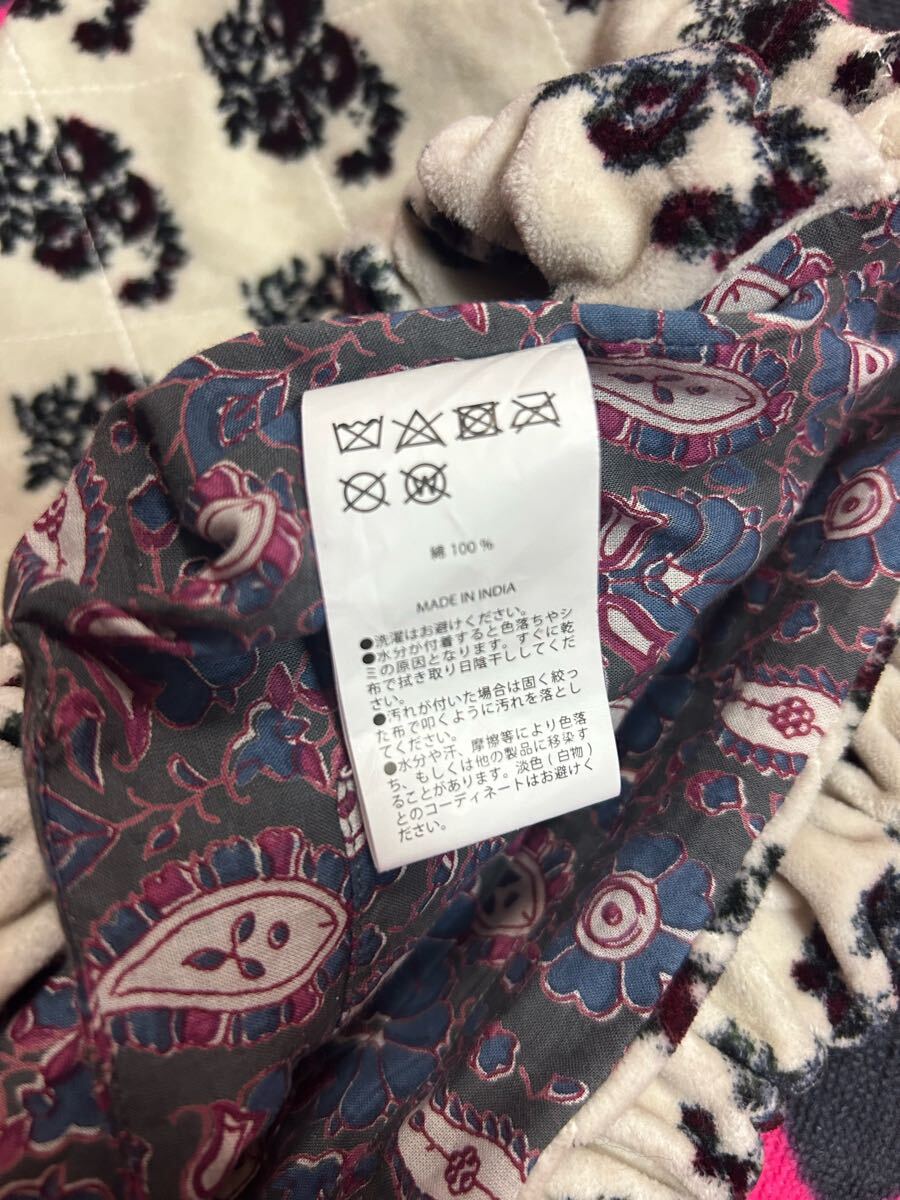 W
綿 100 %
MADE IN INDIA
●洗濯はお避けください。
●水分が付着すると色落ちやシ
ミの原因となります。すぐに乾
布で拭き取り日陰干ししてくだ
さい。
●汚れが付いた場合は固く絞っ
た布で叩くように汚れを落とし
てください。
●水分や汗、摩擦等により色落
ち、もしくは他の製品に移染す
ることがあります。淡色(白物)
とのコーディネートはお避けく
ださい。